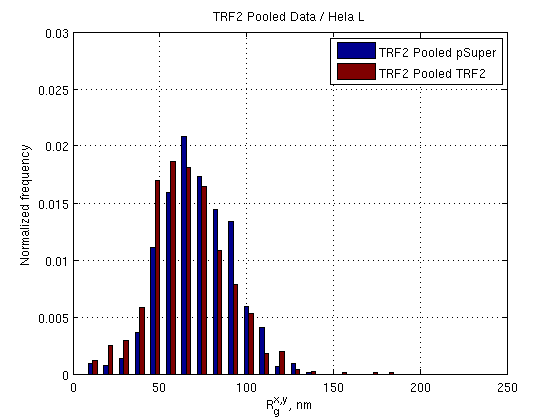 TRF2 Pooled Data / Hela L
0.03
0.025
0.02
0.015
0.01
0.005
0
Normalized frequency
TRF2 Pooled pSuper
TRF2 Pooled TRF2
0 50 100 150 200 250
R_g^x,y, nm